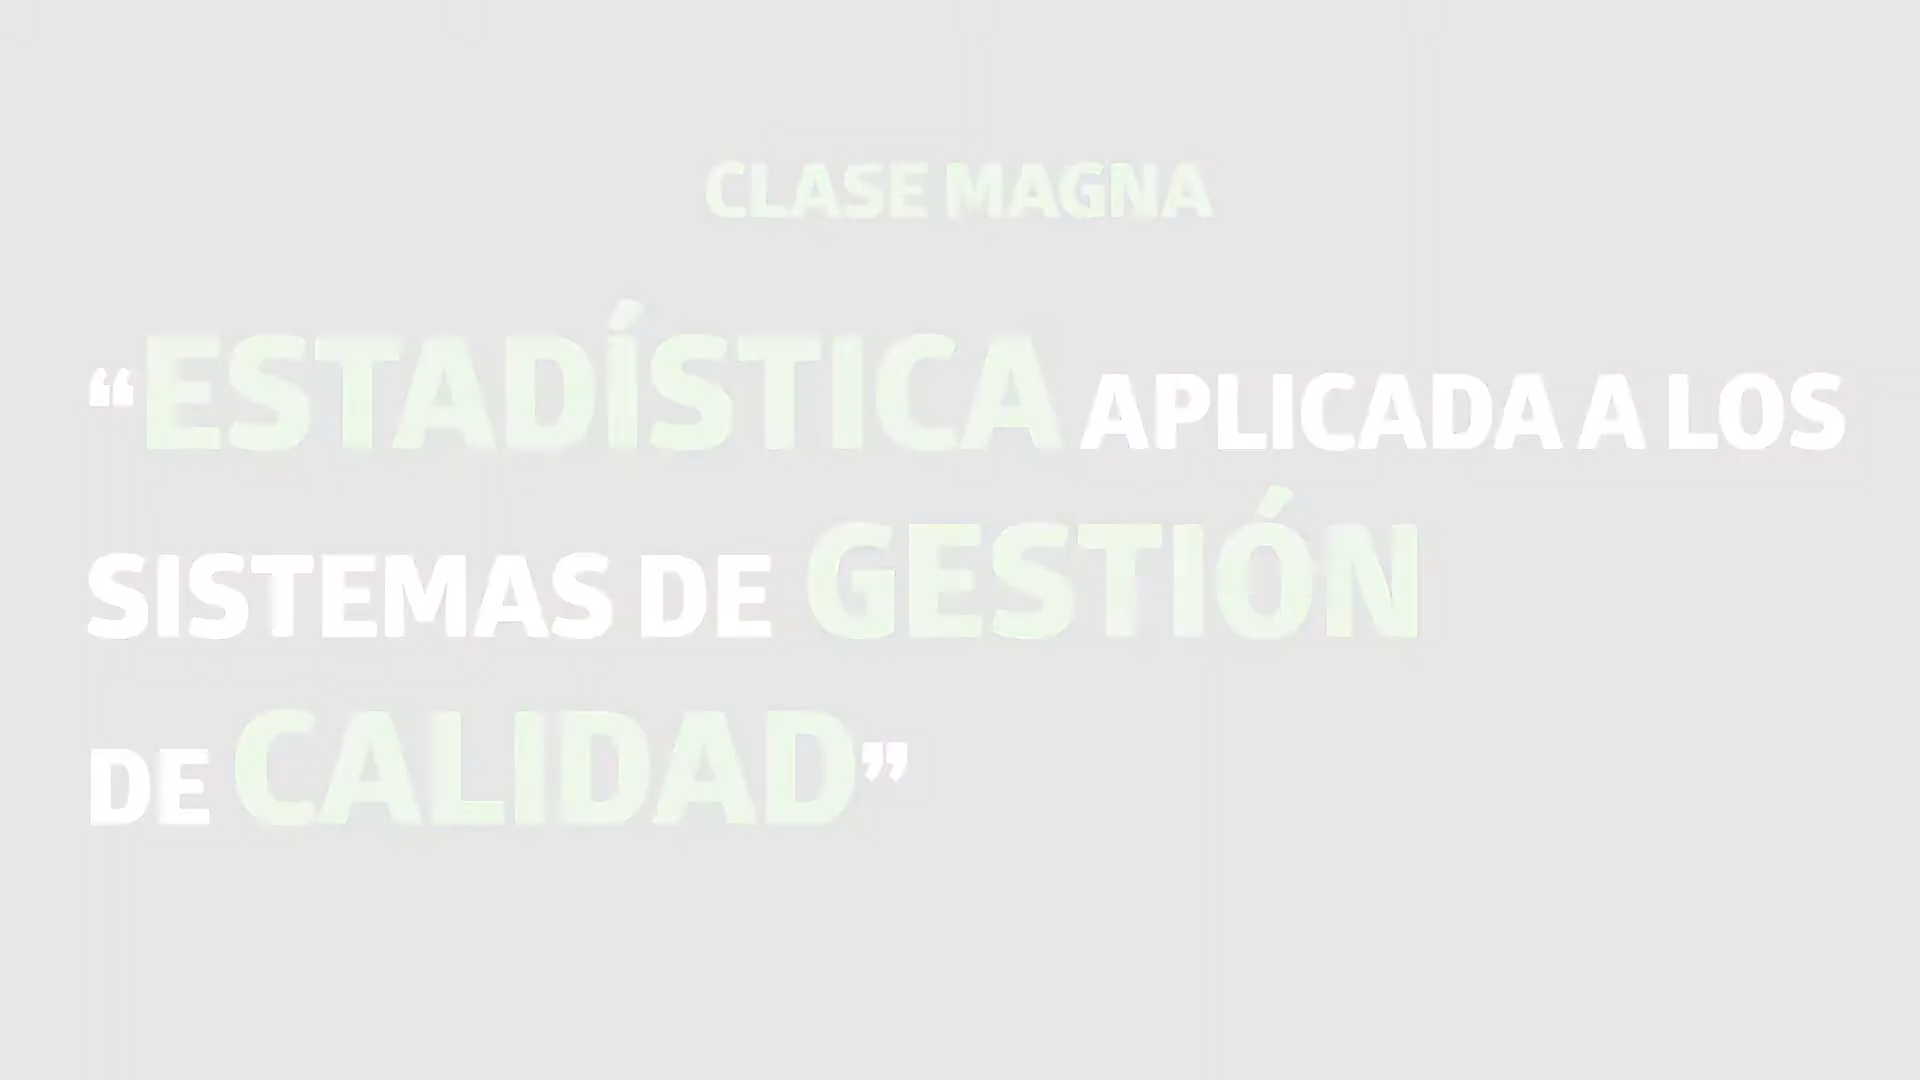 CLASE MAGNA
“ESTADÍSTICA APLICADA A LOS
SISTEMAS DE GESTIÓN
DE CALIDAD”